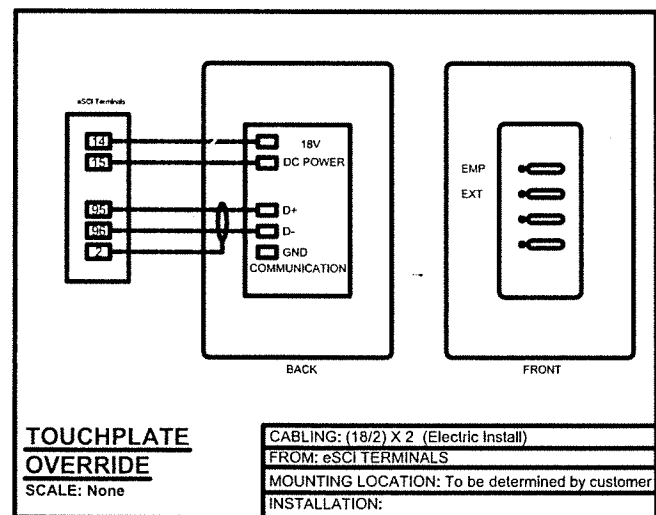 eSCI Terminals
14
18V
15
DC POWER
EMP
EXT
95
D+
96
D-
2
GND
COMMUNICATION
BACK
FRONT
TOUCHPLATE
OVERRIDE
SCALE: None
CABLING: (18/2) X 2 (Electric Install)
FROM: eSCI TERMINALS
MOUNTING LOCATION: To be determined by customer
INSTALLATION: